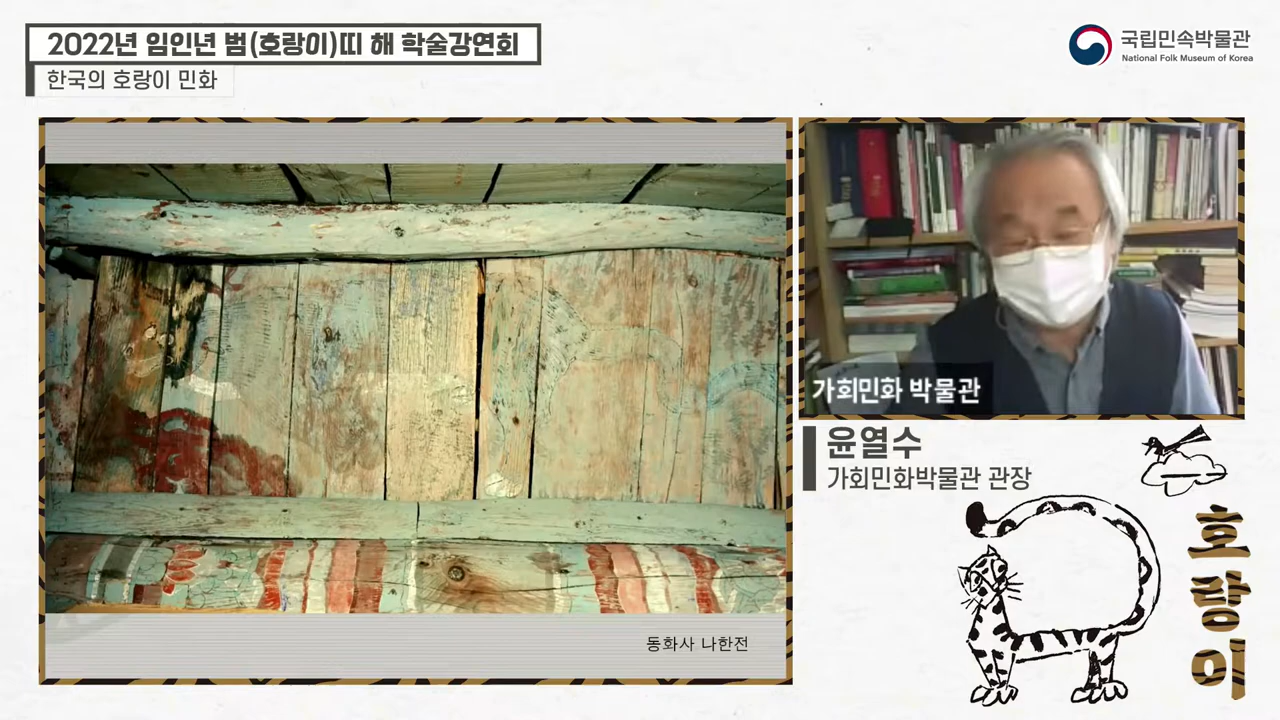 2022년 임인년 범(호랑이)띠 해 학술강연회
한국의 호랑이 민화
국립민속박물관
National Folk Museum of Korea
가회민화 박물관
윤열수
가회민화박물관 관장
동화사 나한전
호랑이